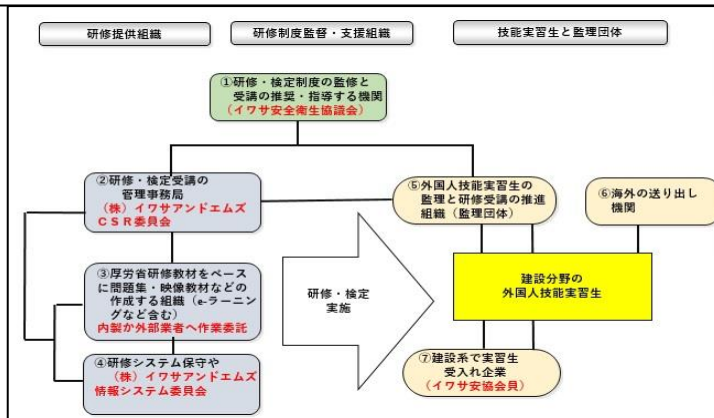 研修提供組織
研修制度監督・支援組織
技能実習生と監理団体
①研修・検定制度の監修と
受講の推奨・指導する機関
（イワサ安全衛生協議会）
②研修・検定受講の
管理事務局
（株）イワサアンドエムズ
ＣＳＲ委員会
⑤外国人技能実習生の
監理と研修受講の推進
組織（監理団体）
⑥海外の送り出し
機関
③厚労省研修教材をベース
に問題集・映像教材などの
作成する組織（e-ラーニン
グなど含む）
内製か外部業者へ作業委託
研修・検定
実施
建設分野の
外国人技能実習生
④研修システム保守や
（株）イワサアンドエムズ
情報システム委員会
⑦建設系で実習生
受入れ企業
（イワサ安協会員）